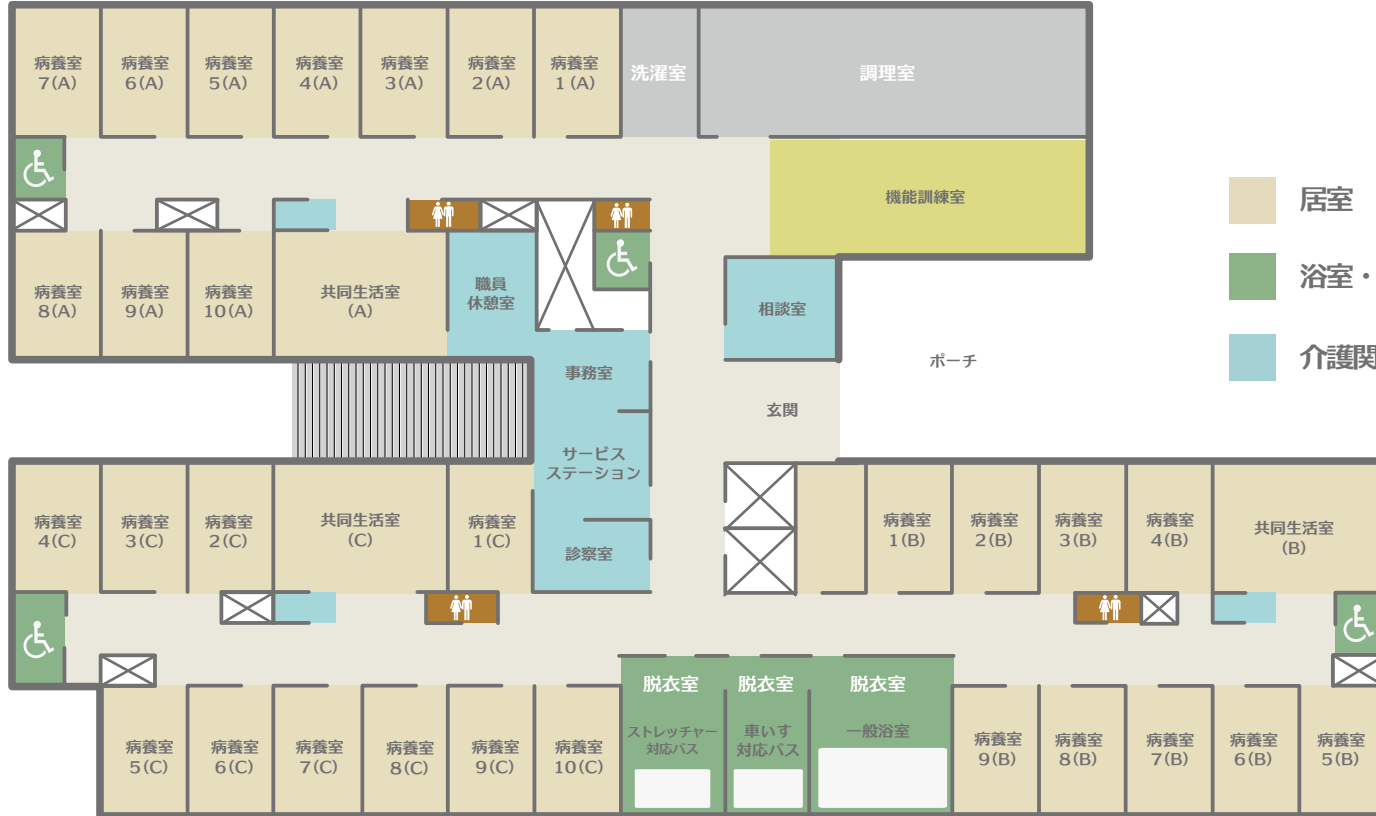 病養室
7(A)
病養室
6(A)
病養室
5(A)
病養室
4(A)
病養室
3(A)
病養室
2(A)
病養室
1(A)
洗濯室
調理室
機能訓練室
病養室
8(A)
病養室
9(A)
病養室
10(A)
共同生活室
(A)
職員
休憩室
相談室
事務室
ポーチ
玄関
サービス
ステーション
診察室
病養室
4(C)
病養室
3(C)
病養室
2(C)
共同生活室
(C)
病養室
1(C)
病養室
1(B)
病養室
2(B)
病養室
3(B)
病養室
4(B)
共同生活室
(B)
病養室
5(C)
病養室
6(C)
病養室
7(C)
病養室
8(C)
病養室
9(C)
病養室
10(C)
脱衣室
ストレッチャー
対応バス
脱衣室
車いす
対応バス
脱衣室
一般浴室
病養室
9(B)
病養室
8(B)
病養室
7(B)
病養室
6(B)
病養室
5(B)
居室
浴室・
介護関